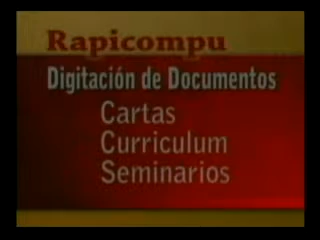 Rapicompu
Digitación de Documentos
Cartas
Curriculum
Seminarios